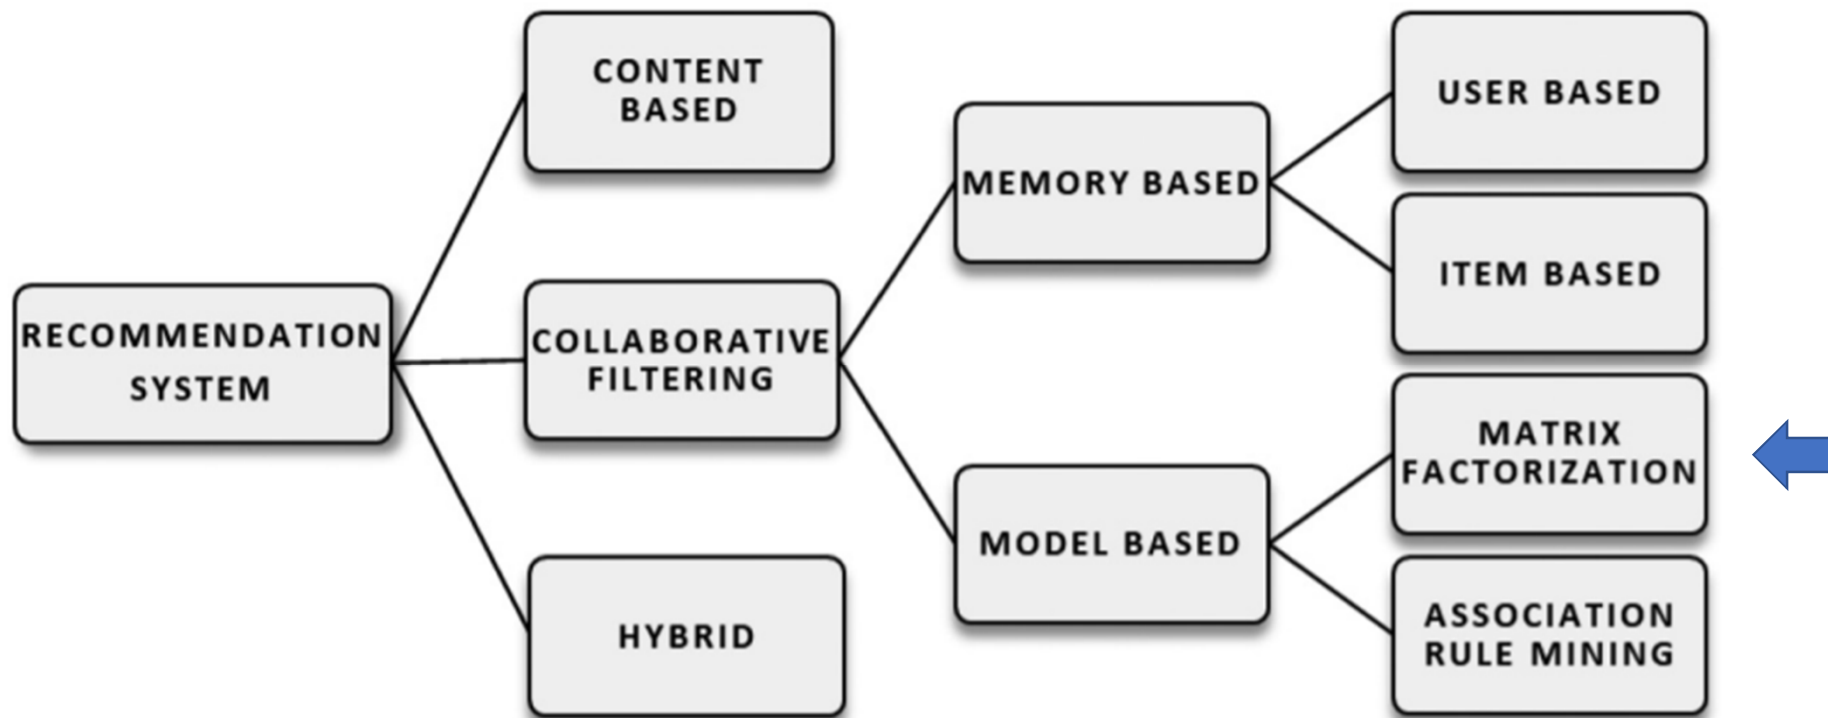 CONTENT
BASED
USER BASED
MEMORY BASED
ITEM BASED
RECOMMENDATION
SYSTEM
COLLABORATIVE
FILTERING
MATRIX
FACTORIZATION
MODEL BASED
HYBRID
ASSOCIATION
RULE MINING